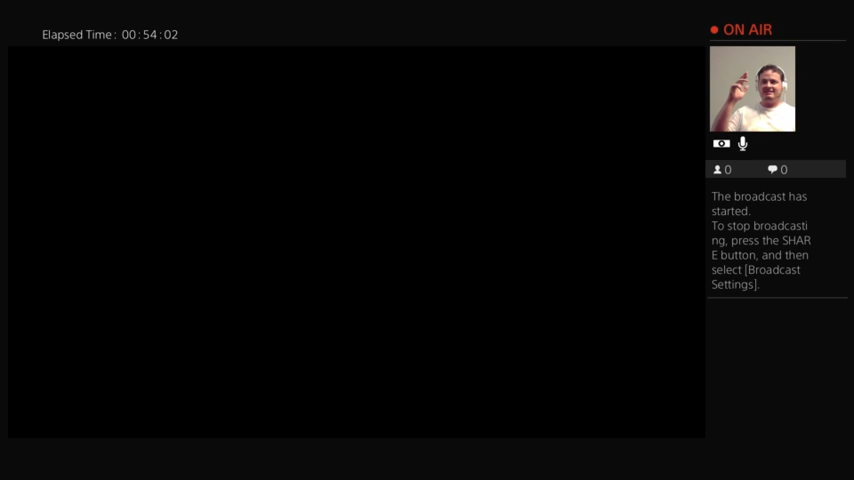 Elapsed Time: 00:54:02
ON AIR
0 0
The broadcast has
started.
To stop broadcasti
ng, press the SHAR
E button, and then
select [Broadcast
Settings].